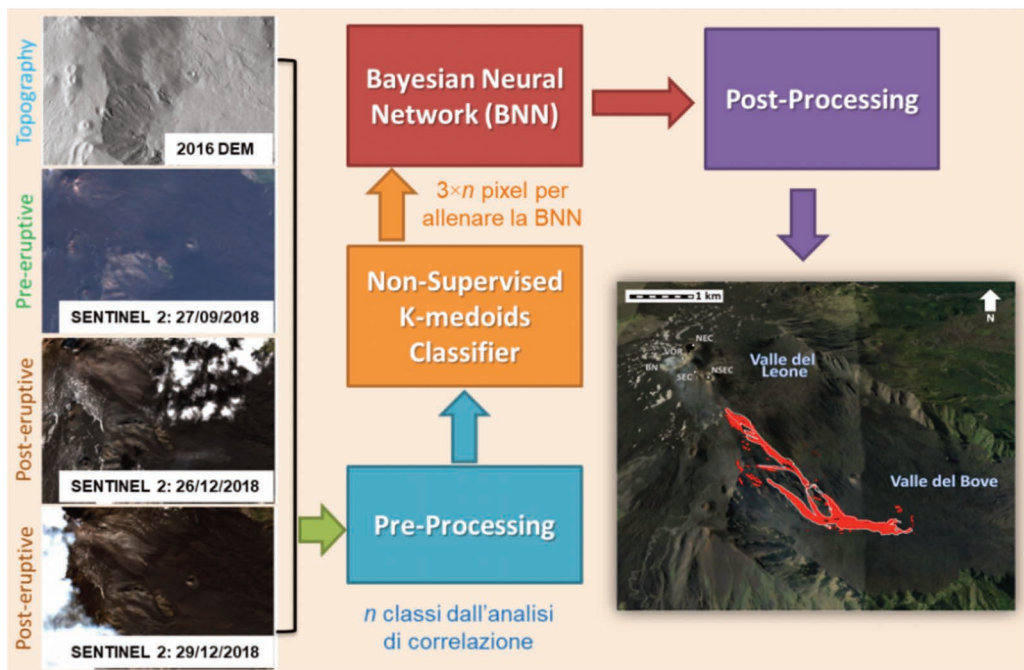 Topography
2016 DEM
Pre-eruptive
SENTINEL 2: 27/09/2018
Post-eruptive
SENTINEL 2: 26/12/2018
Post-eruptive
SENTINEL 2: 29/12/2018
Pre-Processing
n classi dall'analisi
di correlazione
Non-Supervised
K-medoids
Classifier
3×n pixel per
allenare la BNN
Bayesian Neural
Network (BNN)
Post-Processing
1 km
N
NEC
VOR
BN
SEC
NSEC
Valle del
Leone
Valle del Bove